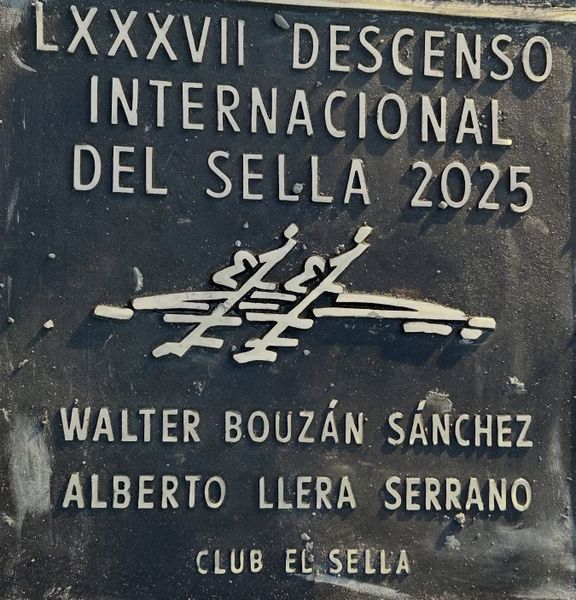 LXXXVII DESCENSO
INTERNACIONAL
DEL SELLA 2025
WALTER BOUZÁN SÁNCHEZ
ALBERTO LLERA SERRANO
CLUB EL SELLA